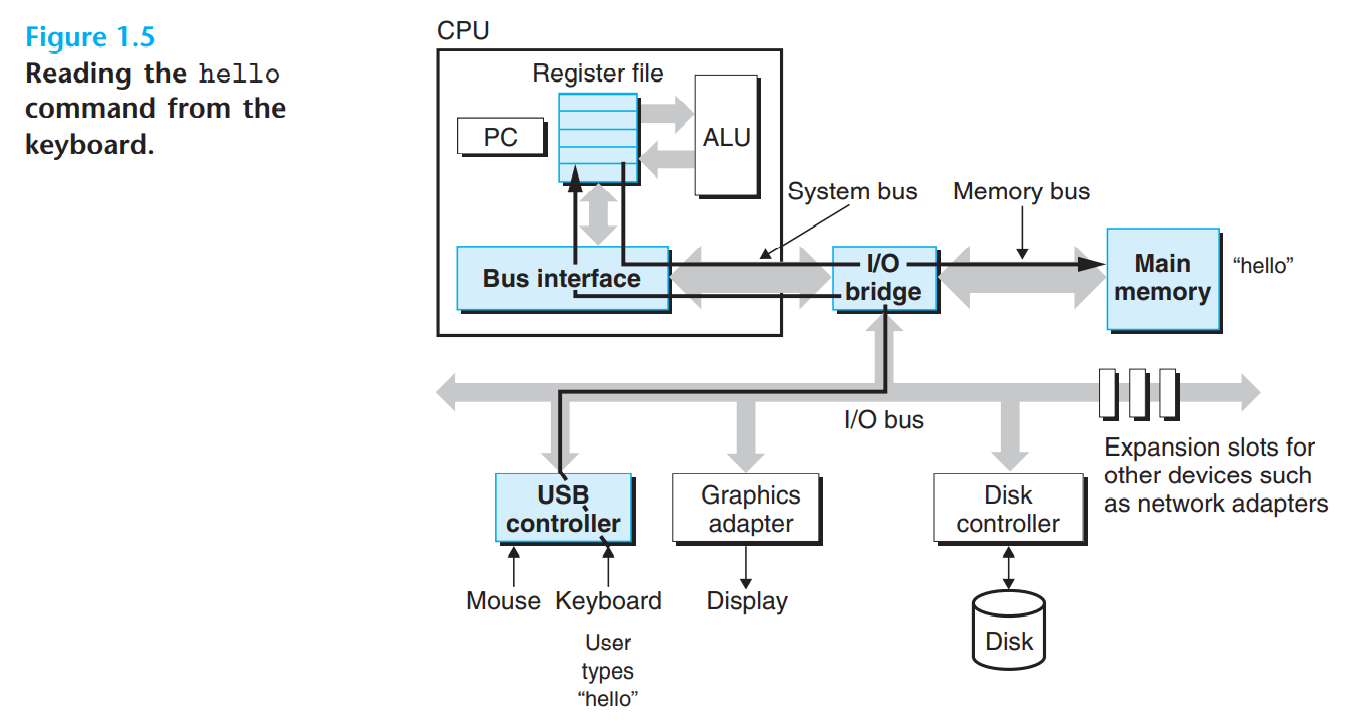 Figure 1.5
Reading the hello
command from the
keyboard.
CPU
Register file
PC
ALU
System bus
Memory bus
Bus interface
I/O
bridge
Main
memory
“hello”
I/O bus
Expansion slots for
other devices such
as network adapters
USB
controller
Graphics
adapter
Disk
controller
Mouse
Keyboard
Display
Disk
User
types
“hello”